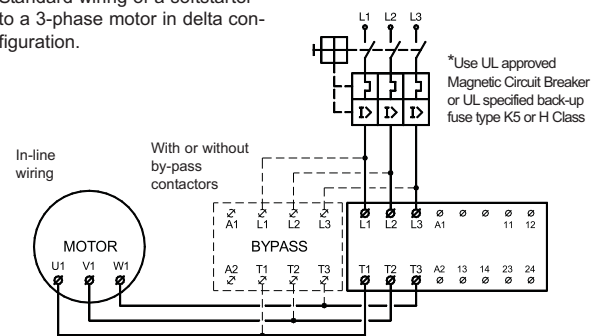 Standard wiring of a softstarter
to a 3-phase motor in delta con-
figuration.
L1 L2 L3
*Use UL approved
Magnetic Circuit Breaker
or UL specified back-up
fuse type K5 or H Class
I> I> I>
In-line
wiring
With or without
by-pass
contactors
A1 L1 L2 L3
L1 L2 L3 A1 11 12
MOTOR
BYPASS
U1 V1 W1
A2 T1 T2 T3
T1 T2 T3 A2 13 14 23 24